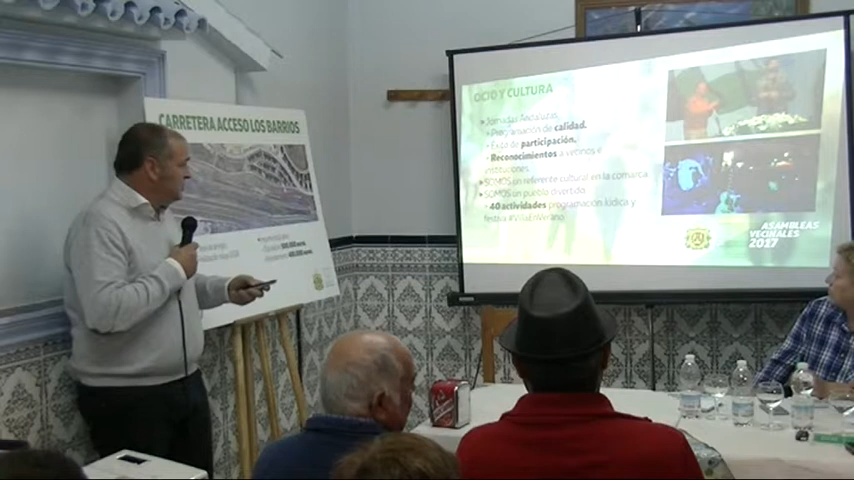 CARRETERA ACCESO LOS BARRIOS
OCIO Y CULTURA
Jornadas Andaluzas
Programación de calidad.
Éxito de participación.
Reconocimientos a vecinos e
instituciones.
SOMOS un referente cultural en la comarca.
SOMOS un pueblo divertido
40 actividades programación lúdica y
festiva #VillaEnVerano
ASAMBLEAS
VECINALES
2017